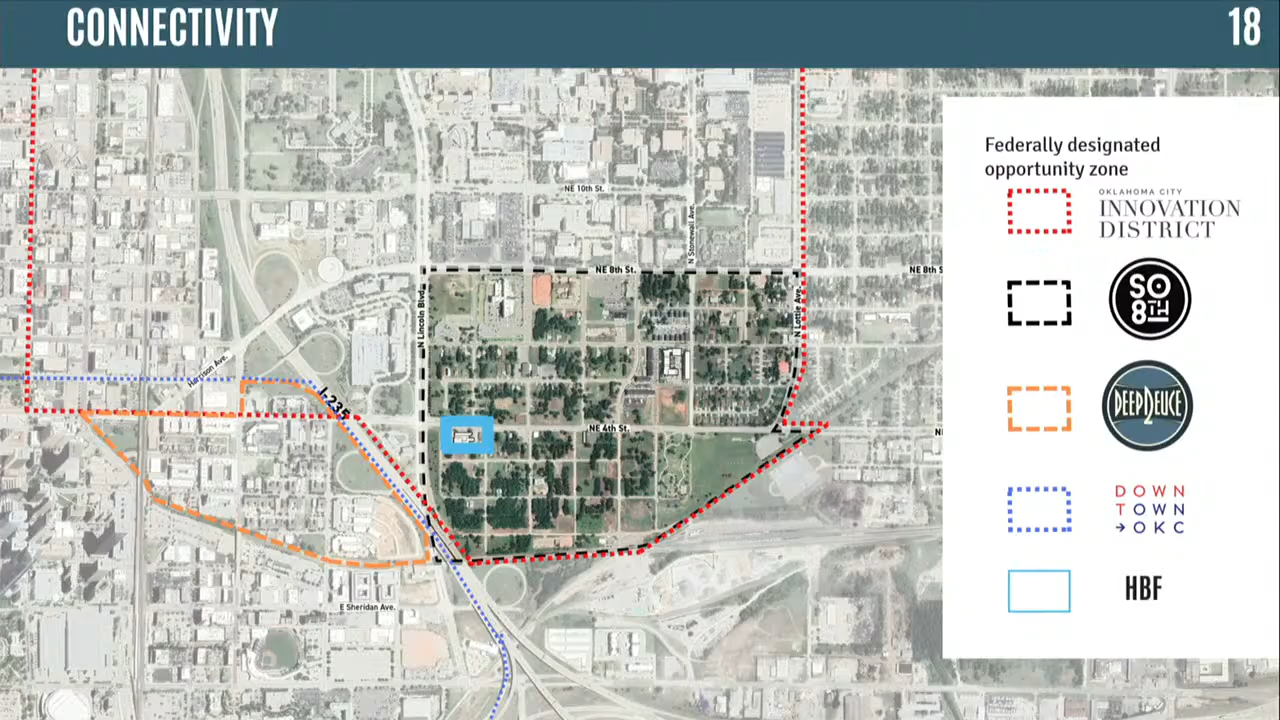 CONNECTIVITY
18
Federally designated
opportunity zone
OKLAHOMA CITY
INNOVATION
DISTRICT
SO
8TH
DEEP DEUCE
2
DOWN
TOWN
→OKC
HBF
NE 10th St.
N Stonewall Ave.
NE 8th St.
NE 8th S
N Lincoln Blvd.
N Lottie Ave.
Harrison Ave.
I-235
NE 4th St.
N
E Sheridan Ave.